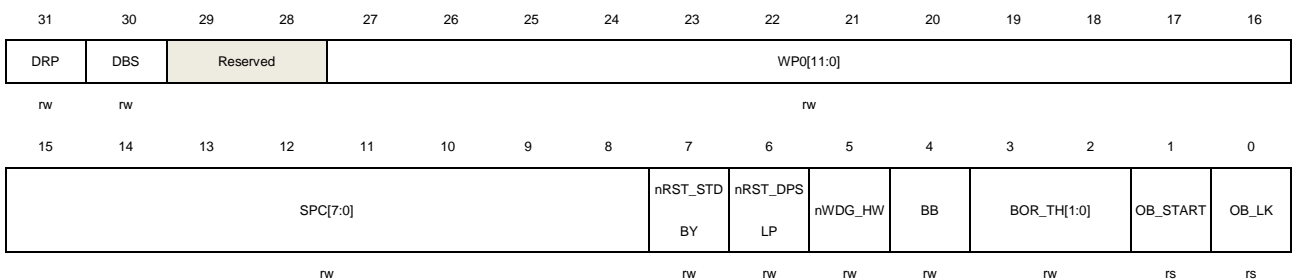 31 30 29 28 27 26 25 24 23 22 21 20 19 18 17 16
DRP DBS Reserved WP0[11:0]
rw rw rw
15 14 13 12 11 10 9 8 7 6 5 4 3 2 1 0
SPC[7:0] nRST_STD BY nRST_DPS LP nWDG_HW BB BOR_TH[1:0] OB_START OB_LK
rw rw rw rw rw rw rs rs